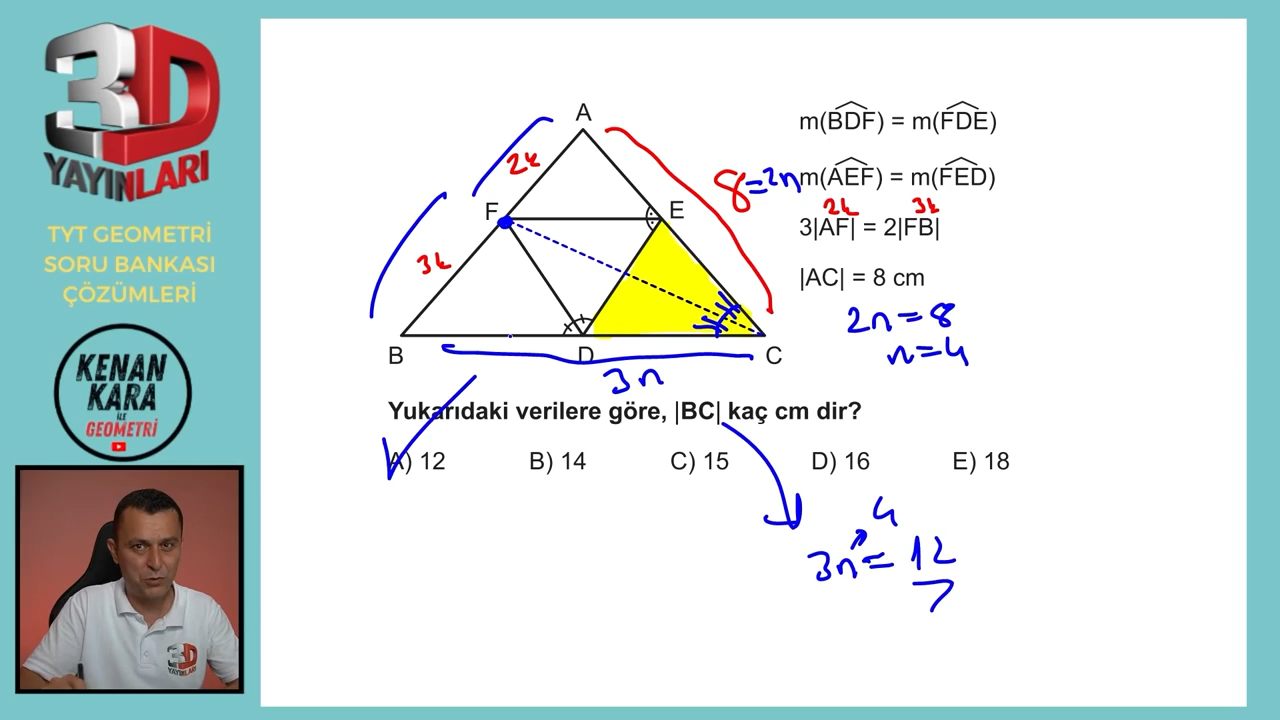 3D
YAYINLARI
TYT GEOMETRİ
SORU BANKASI
ÇÖZÜMLERİ
KENAN
KARA
İLE
GEOMETRİ
A
2k
F
E
3k
B
D
C
3n
8=2n
m(BDF) = m(FDE)
m(AEF) = m(FED)
2k 3k
3|AF| = 2|FB|
|AC| = 8 cm
2n=8
n=4
Yukarıdaki verilere göre, |BC| kaç cm dir?
A) 12 B) 14 C) 15 D) 16 E) 18
4
3n=12
3D
YAYINLARI